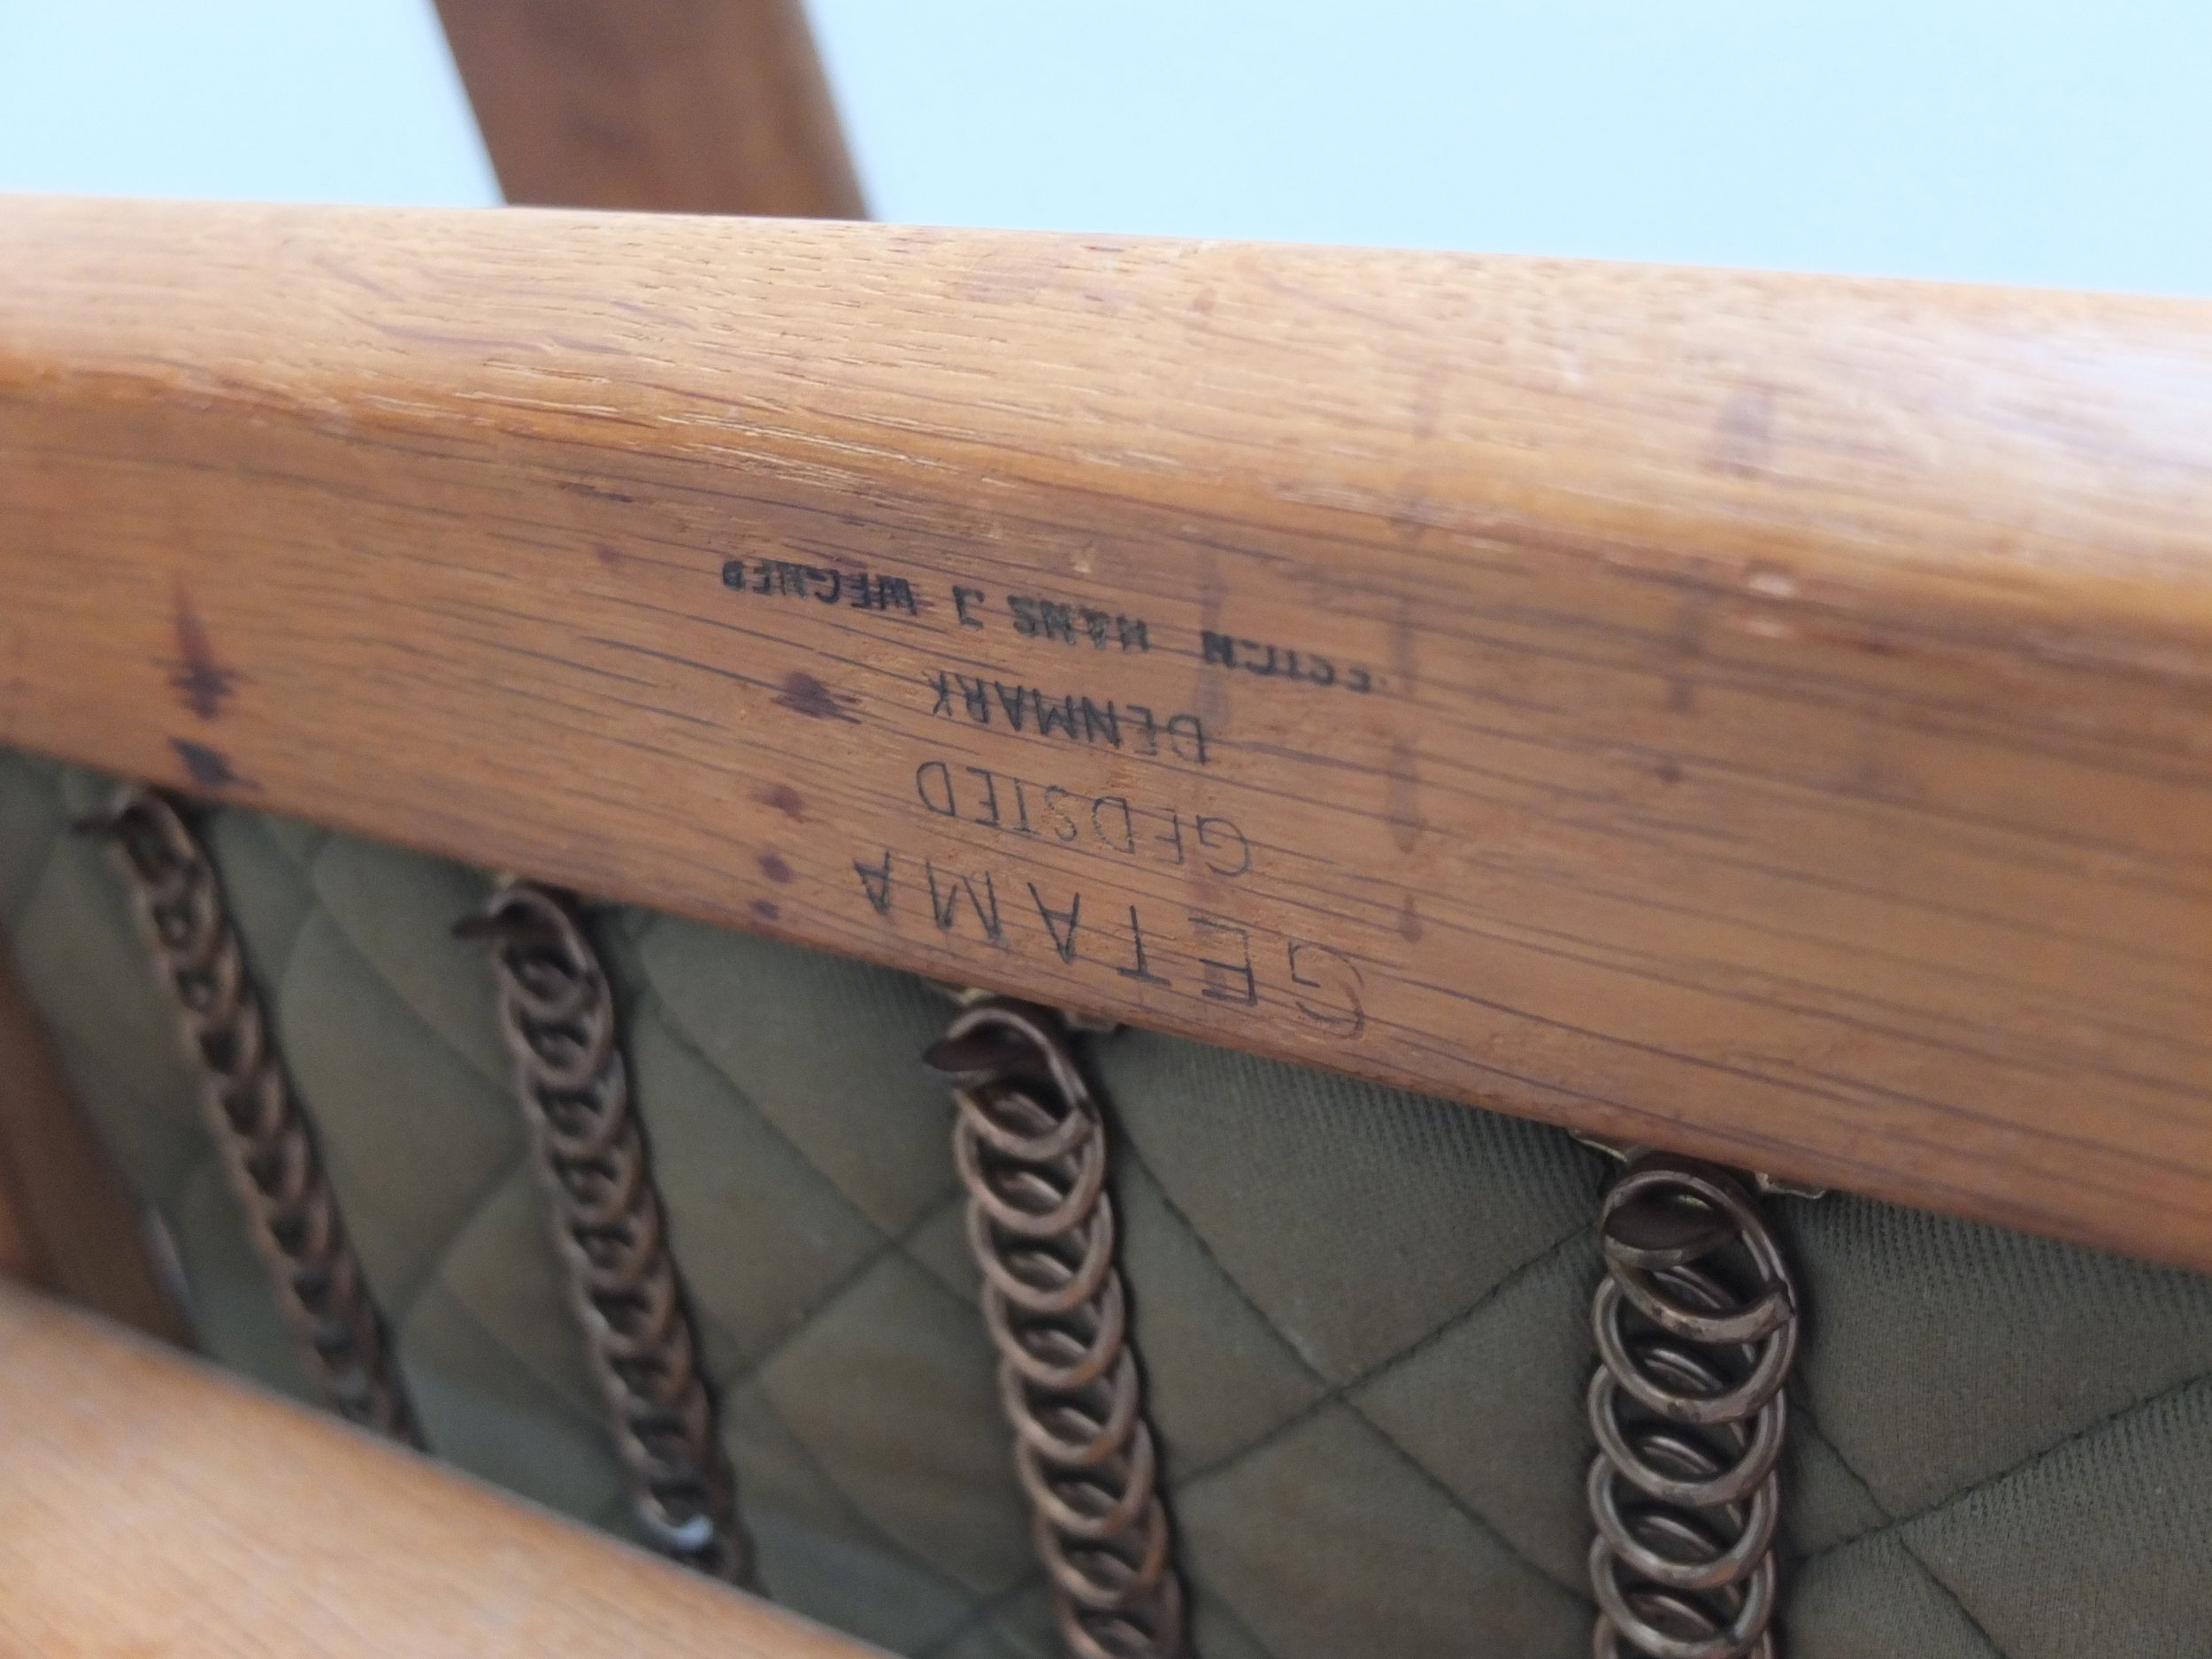 GETAMA
GEDSTED
DENMARK
DESIGN HANS J WEGNER